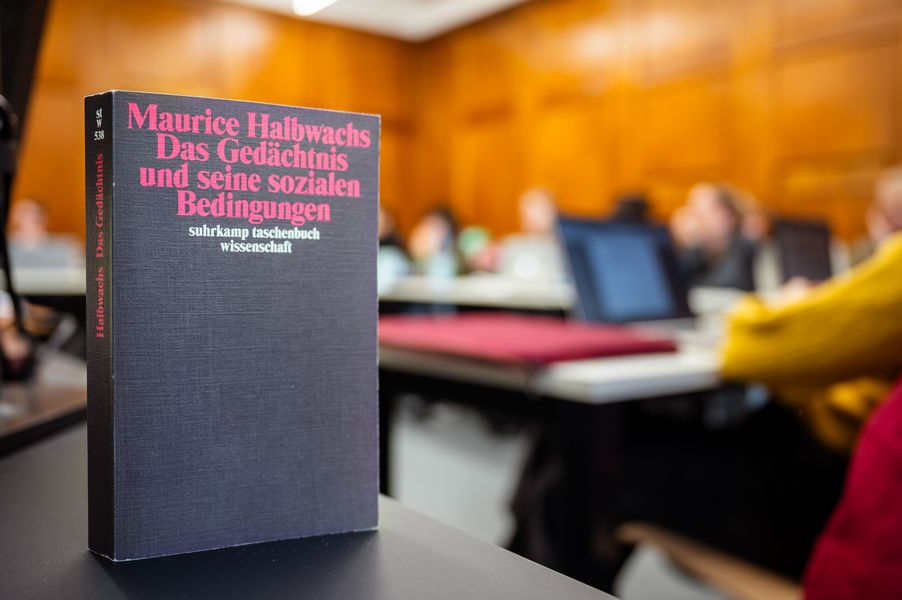 Maurice Halbwachs
Das Gedächtnis
und seine sozialen
Bedingungen
suhrkamp taschenbuch
wissenschaft
st
w
538
Halbwachs Das Gedächtnis